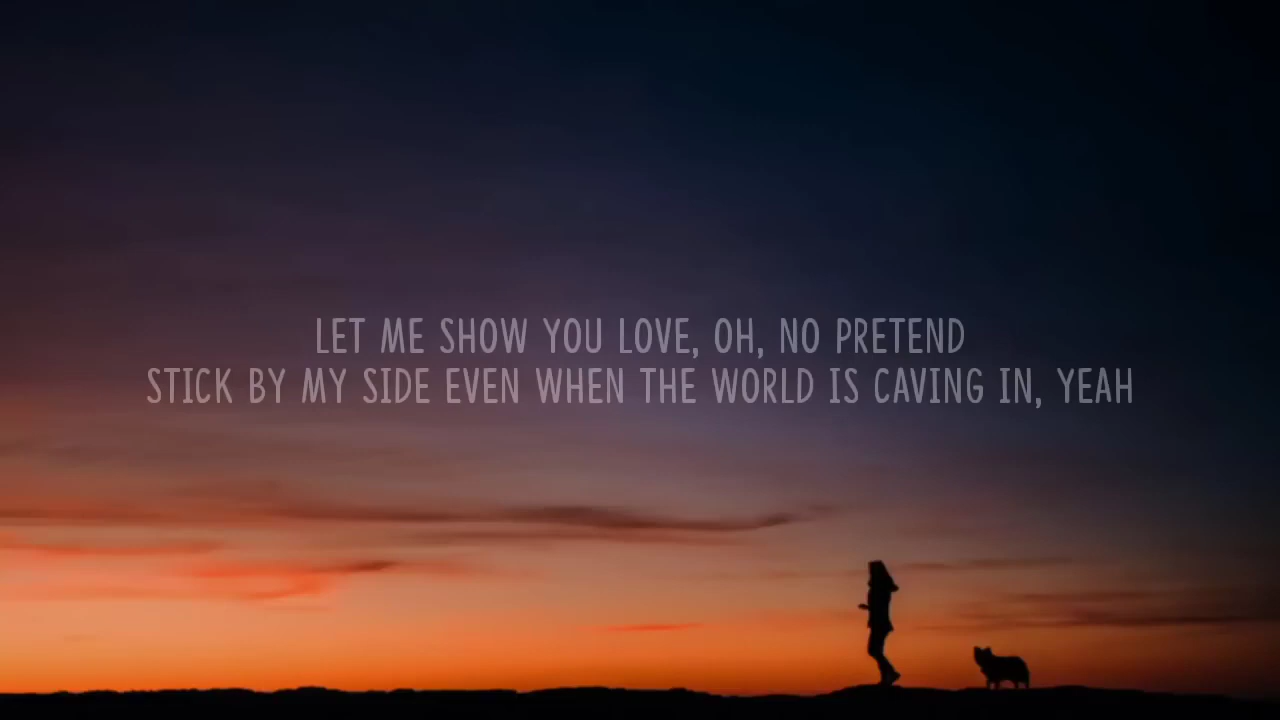 LET ME SHOW YOU LOVE, OH, NO PRETEND
STICK BY MY SIDE EVEN WHEN THE WORLD IS CAVING IN, YEAH